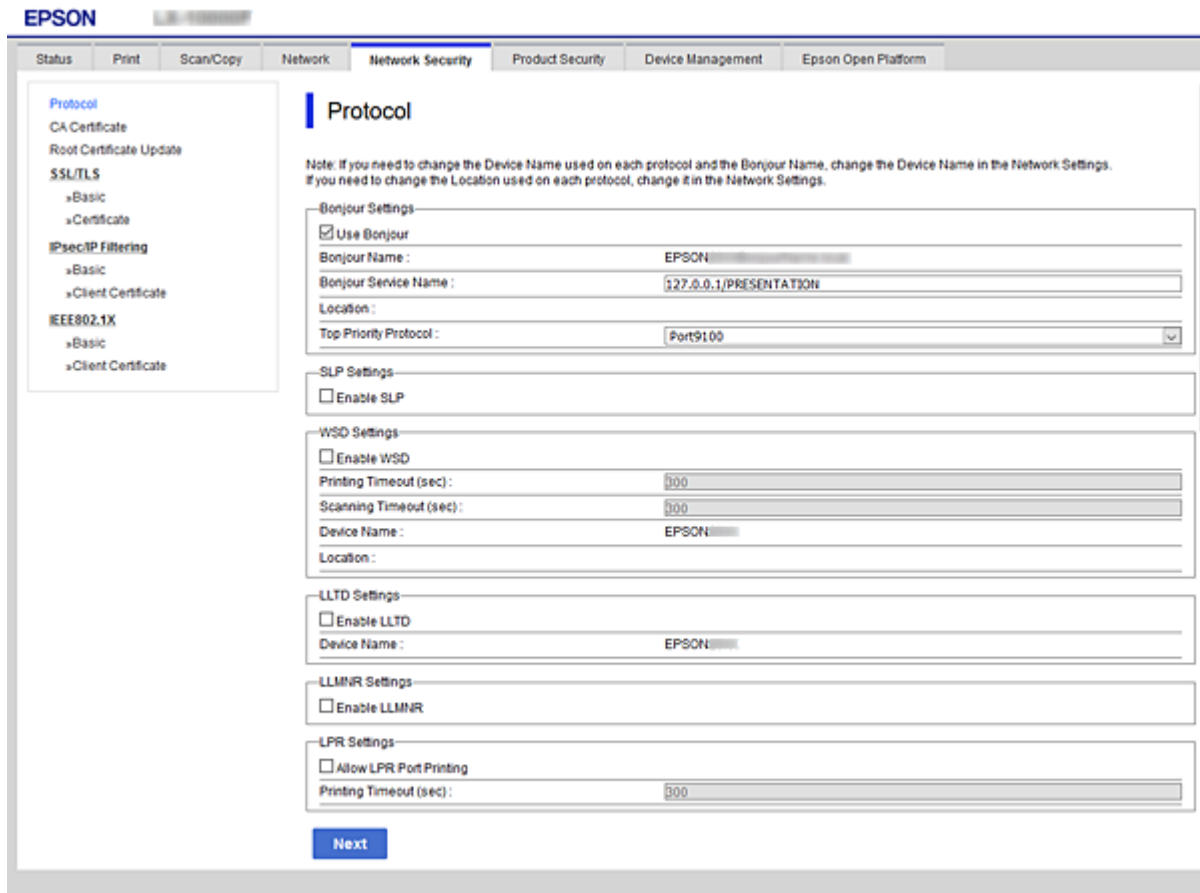 EPSON
Status Print Scan/Copy Network Network Security Product Security Device Management Epson Open Platform
Protocol
CA Certificate
Root Certificate Update
SSL/TLS
»Basic
»Certificate
IPsec/IP Filtering
»Basic
»Client Certificate
IEEE802.1X
»Basic
»Client Certificate
Protocol
Note: If you need to change the Device Name used on each protocol and the Bonjour Name, change the Device Name in the Network Settings.
If you need to change the Location used on each protocol, change it in the Network Settings.
Bonjour Settings
Use Bonjour
Bonjour Name : EPSON
Bonjour Service Name : 127.0.0.1/PRESENTATION
Location :
Top Priority Protocol : Port9100
SLP Settings
Enable SLP
WSD Settings
Enable WSD
Printing Timeout (sec) : 300
Scanning Timeout (sec) : 300
Device Name : EPSON
Location :
LLTD Settings
Enable LLTD
Device Name : EPSON
LLMNR Settings
Enable LLMNR
LPR Settings
Allow LPR Port Printing
Printing Timeout (sec) : 300
Next